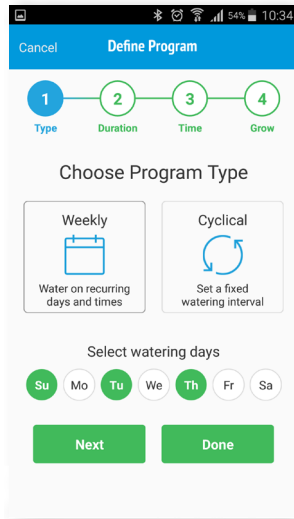 54% 10:34
Cancel Define Program
1 2 3 4
Type Duration Time Grow
Choose Program Type
Weekly
Water on recurring
days and times
Cyclical
Set a fixed
watering interval
Select watering days
Su Mo Tu We Th Fr Sa
Next Done